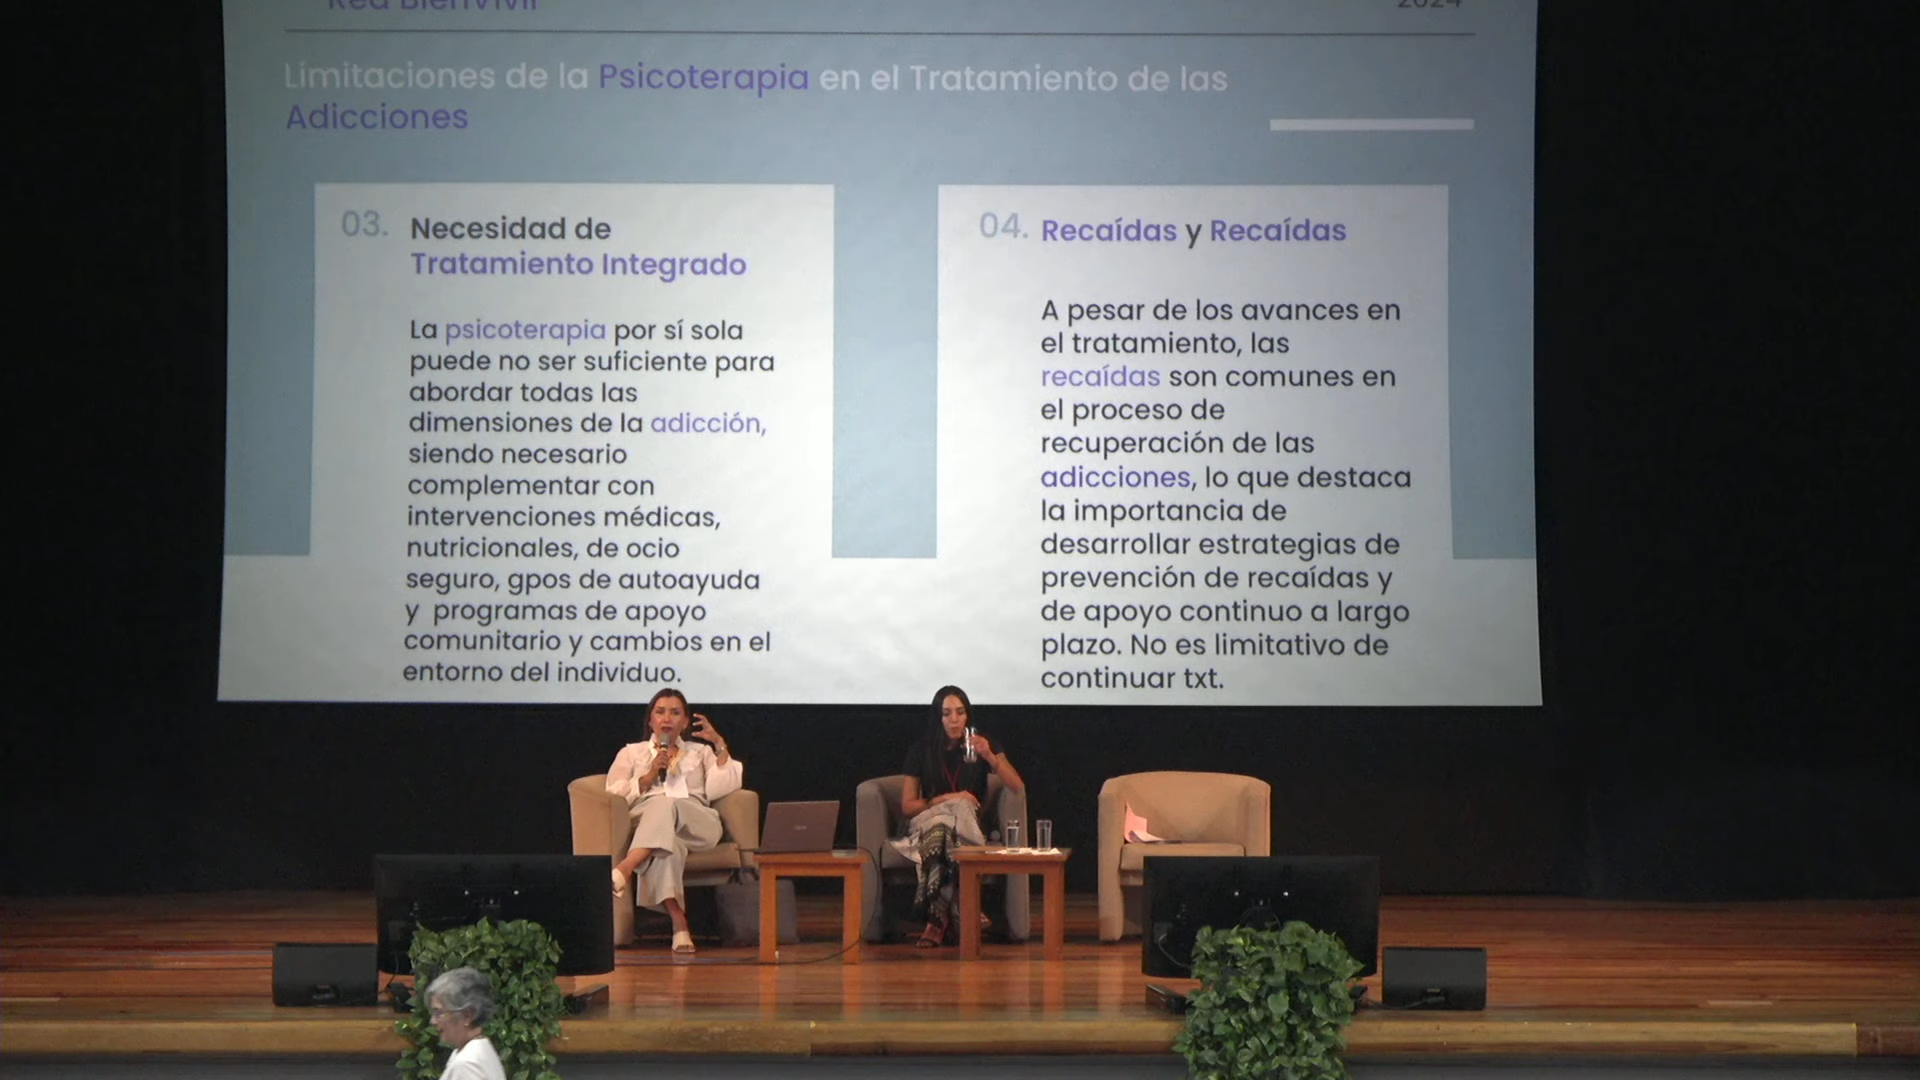 Red Bienvivir
2024
Limitaciones de la Psicoterapia en el Tratamiento de las
Adicciones
03. Necesidad de
Tratamiento Integrado
La psicoterapia por sí sola
puede no ser suficiente para
abordar todas las
dimensiones de la adicción,
siendo necesario
complementar con
intervenciones médicas,
nutricionales, de ocio
seguro, gpos de autoayuda
y programas de apoyo
comunitario y cambios en el
entorno del individuo.
04. Recaídas y Recaídas
A pesar de los avances en
el tratamiento, las
recaídas son comunes en
el proceso de
recuperación de las
adicciones, lo que destaca
la importancia de
desarrollar estrategias de
prevención de recaídas y
de apoyo continuo a largo
plazo. No es limitativo de
continuar txt.